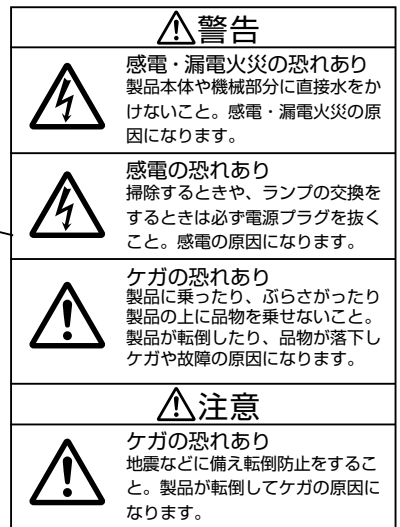 警告
感電・漏電火災の恐れあり
製品本体や機械部分に直接水をか
けないこと。感電・漏電火災の原
因になります。
感電の恐れあり
掃除するときや、ランプの交換を
するときは必ず電源プラグを抜く
こと。感電の原因になります。
ケガの恐れあり
製品に乗ったり、ぶらさがったり
製品の上に品物を乗せないこと。
製品が転倒したり、品物が落下し
ケガや故障の原因になります。
注意
ケガの恐れあり
地震などに備え転倒防止をするこ
と。製品が転倒してケガの原因に
なります。